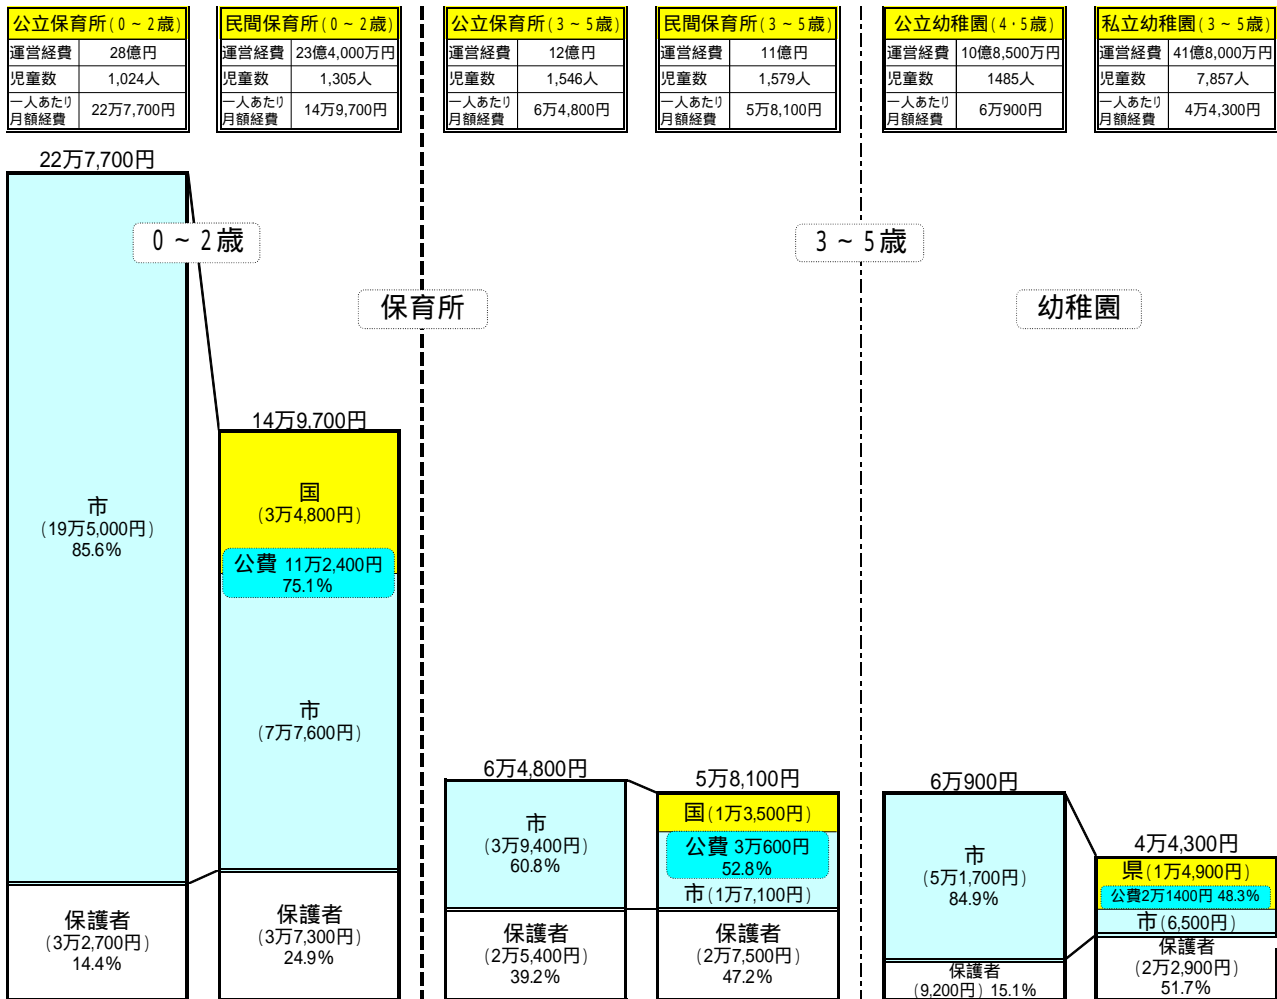 公立保育所(0~2歳)
運営経費 28億円
児童数 1,024人
一人あたり
月額経費 22万7,700円
民間保育所(0~2歳)
運営経費 23億4,000万円
児童数 1,305人
一人あたり
月額経費 14万9,700円
公立保育所(3~5歳)
運営経費 12億円
児童数 1,546人
一人あたり
月額経費 6万4,800円
民間保育所(3~5歳)
運営経費 11億円
児童数 1,579人
一人あたり
月額経費 5万8,100円
公立幼稚園(4・5歳)
運営経費 10億8,500万円
児童数 1485人
一人あたり
月額経費 6万900円
私立幼稚園(3~5歳)
運営経費 41億8,000万円
児童数 7,857人
一人あたり
月額経費 4万4,300円
0~2歳
3~5歳
保育所
幼稚園
22万7,700円
市
(19万5,000円)
85.6%
保護者
(3万2,700円)
14.4%
14万9,700円
国
(3万4,800円)
公費 11万2,400円
75.1%
市
(7万7,600円)
保護者
(3万7,300円)
24.9%
6万4,800円
市
(3万9,400円)
60.8%
保護者
(2万5,400円)
39.2%
5万8,100円
国(1万3,500円)
公費 3万600円
52.8%
市(1万7,100円)
保護者
(2万7,500円)
47.2%
6万900円
市
(5万1,700円)
84.9%
保護者
(9,200円) 15.1%
4万4,300円
県(1万4,900円)
公費2万1400円 48.3%
市(6,500円)
保護者
(2万2,900円)
51.7%